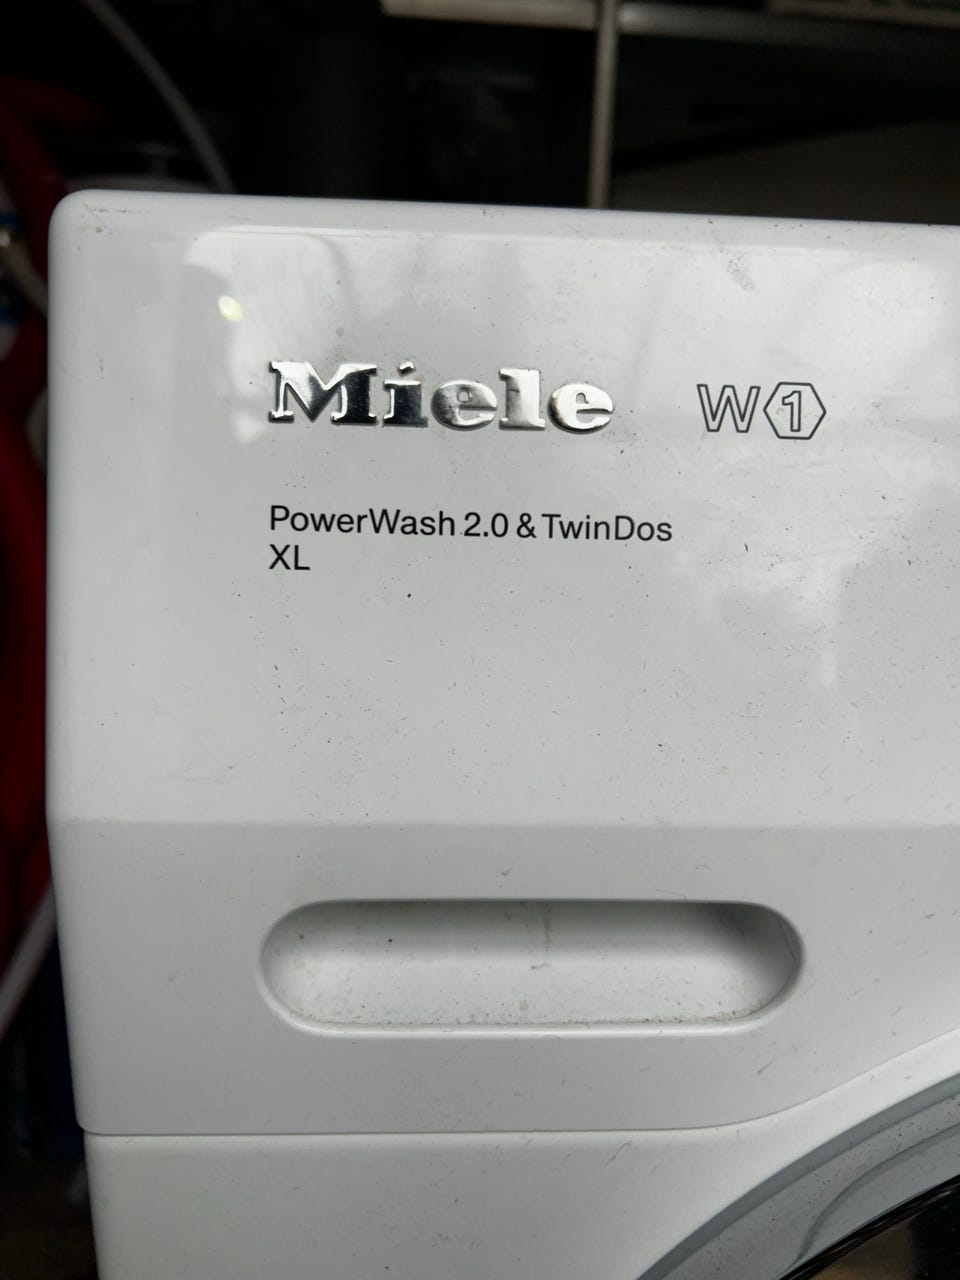 Miele W1
PowerWash 2.0 & TwinDos
XL